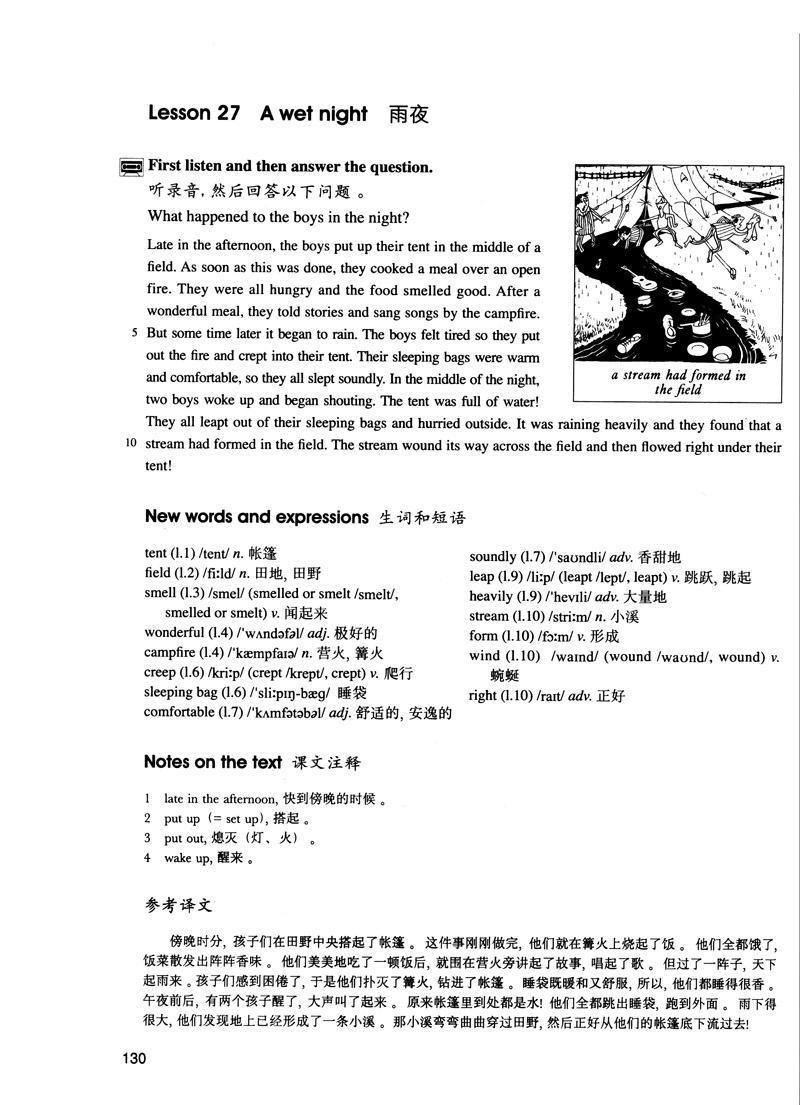 Lesson 27 A wet night 雨夜
First listen and then answer the question.
听录音，然后回答以下问题。
What happened to the boys in the night?
Late in the afternoon, the boys put up their tent in the middle of a
field. As soon as this was done, they cooked a meal over an open
fire. They were all hungry and the food smelled good. After a
wonderful meal, they told stories and sang songs by the campfire.
5 But some time later it began to rain. The boys felt tired so they put
out the fire and crept into their tent. Their sleeping bags were warm
and comfortable, so they all slept soundly. In the middle of the night,
two boys woke up and began shouting. The tent was full of water!
They all leapt out of their sleeping bags and hurried outside. It was raining heavily and they found that a
10 stream had formed in the field. The stream wound its way across the field and then flowed right under their
tent!
a stream had formed in
the field
New words and expressions 生词和短语
tent (l.1) /tent/ n. 帐篷
field (l.2) /fiːld/ n. 田地, 田野
smell (l.3) /smel/ (smelled or smelt /smelt/,
smelled or smelt) v. 闻起来
wonderful (l.4) /ˈwʌndəfəl/ adj. 极好的
campfire (l.4) /ˈkæmpfaɪə/ n. 营火, 篝火
creep (l.6) /kriːp/ (crept /krept/, crept) v. 爬行
sleeping bag (l.6) /ˈsliːpɪŋ-bæg/ 睡袋
comfortable (l.7) /ˈkʌmfətəbəl/ adj. 舒适的, 安逸的
soundly (l.7) /ˈsaʊndli/ adv. 香甜地
leap (l.9) /liːp/ (leapt /lept/, leapt) v. 跳跃, 跳起
heavily (l.9) /ˈhevɪli/ adv. 大量地
stream (l.10) /striːm/ n. 小溪
form (l.10) /fɔːm/ v. 形成
wind (l.10) /waɪnd/ (wound /waʊnd/, wound) v.
蜿蜒
right (l.10) /raɪt/ adv. 正好
Notes on the text 课文注释
1 late in the afternoon, 快到傍晚的时候。
2 put up (= set up), 搭起。
3 put out, 熄灭（灯、火）。
4 wake up, 醒来。
参考译文
傍晚时分, 孩子们在田野中央搭起了帐篷。这件事刚刚做完, 他们就在篝火上烧起了饭。他们全都饿了,
饭菜散发出阵阵香味。他们美美地吃了一顿饭后, 就围在营火旁讲起了故事, 唱起了歌。但过了一阵子, 天下
起雨来。孩子们感到困倦了, 于是他们扑灭了篝火, 钻进了帐篷。睡袋既暖和又舒服, 所以, 他们都睡得很香。
午夜前后, 有两个孩子醒了, 大声叫了起来。原来帐篷里到处都是水! 他们全都跳出睡袋, 跑到外面。雨下得
很大, 他们发现地上已经形成了一条小溪。那小溪弯弯曲曲穿过田野, 然后正好从他们的帐篷底下流过去!
130